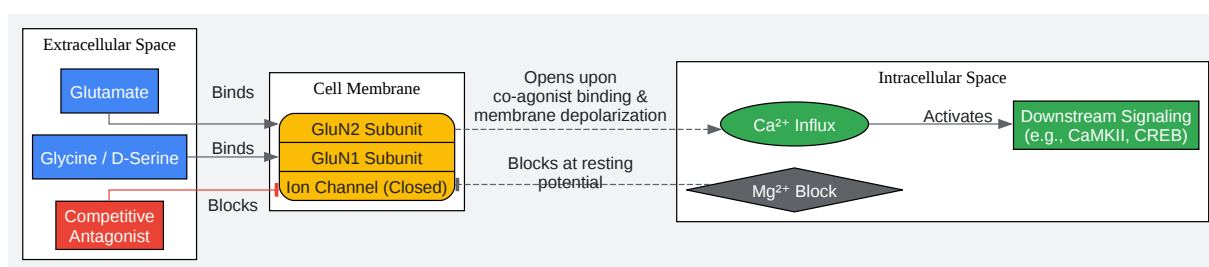 Extracellular Space
Glutamate
Glycine / D-Serine
Competitive
Antagonist
Binds
Binds
Blocks
Cell Membrane
GluN2 Subunit
GluN1 Subunit
Ion Channel (Closed)
Opens upon
co-agonist binding &
membrane depolarization
Blocks at resting
potential
Intracellular Space
Ca²⁺ Influx
Activates
Downstream Signaling
(e.g., CaMKII, CREB)
Mg²⁺ Block